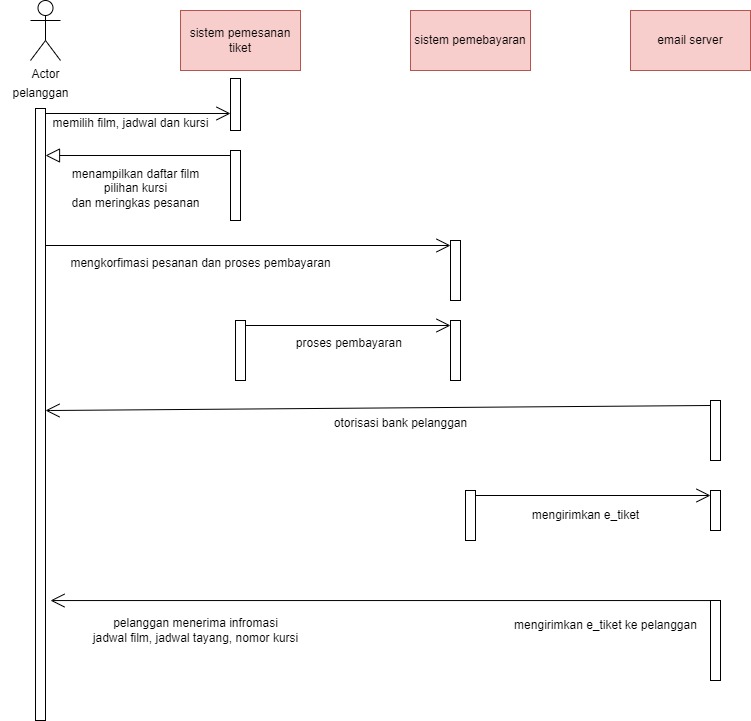 Actor
pelanggan
sistem pemesanan
tiket
sistem pemebayaran
email server
memilih film, jadwal dan kursi
menampilkan daftar film
pilihan kursi
dan meringkas pesanan
mengkorfimasi pesanan dan proses pembayaran
proses pembayaran
otorisasi bank pelanggan
mengirimkan e_tiket
pelanggan menerima infromasi
jadwal film, jadwal tayang, nomor kursi
mengirimkan e_tiket ke pelanggan